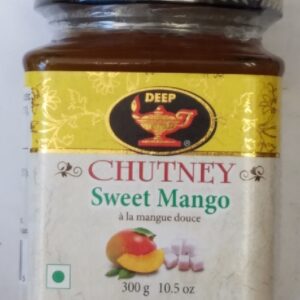 DEEP
®
CHUTNEY
Sweet Mango
à la mangue douce
300 g 10.5 oz